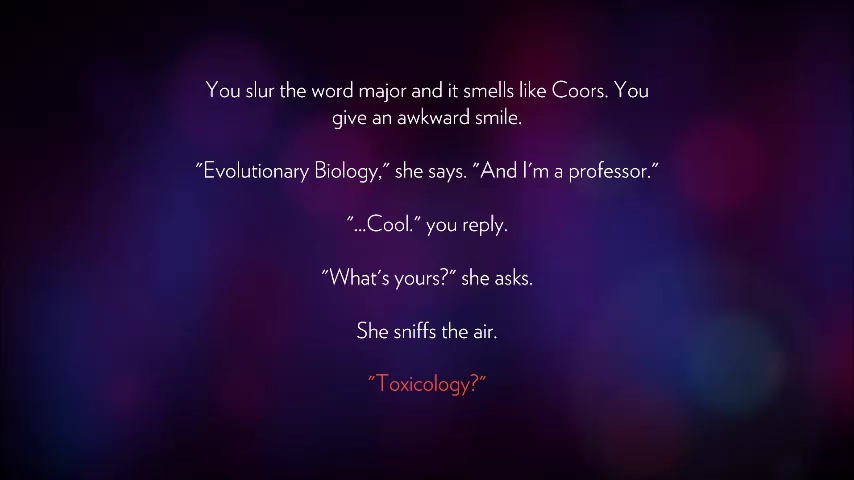 You slur the word major and it smells like Coors. You
give an awkward smile.
"Evolutionary Biology," she says. "And I'm a professor."
"...Cool." you reply.
"What's yours?" she asks.
She sniffs the air.
"Toxicology?"